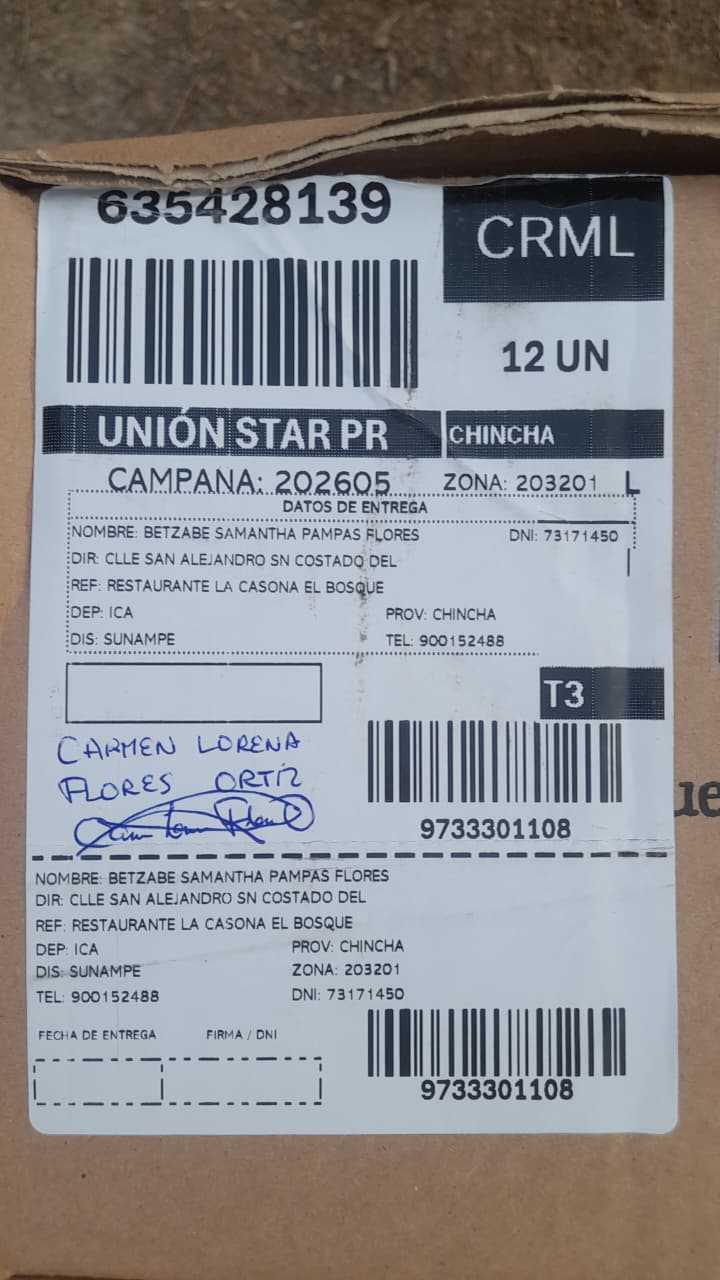 635428139
CRML
12 UN
UNIÓN STAR PR
CHINCHA
CAMPANA: 202605
ZONA: 203201 L
DATOS DE ENTREGA
NOMBRE: BETZABE SAMANTHA PAMPAS FLORES
DNI: 73171450
DIR: CLLE SAN ALEJANDRO SN COSTADO DEL
REF: RESTAURANTE LA CASONA EL BOSQUE
DEP: ICA
PROV: CHINCHA
DIS: SUNAMPE
TEL: 900152488
T3
CARMEN LORENA
FLORES ORTIZ
9733301108
NOMBRE: BETZABE SAMANTHA PAMPAS FLORES
DIR: CLLE SAN ALEJANDRO SN COSTADO DEL
REF: RESTAURANTE LA CASONA EL BOSQUE
DEP: ICA
PROV: CHINCHA
DIS: SUNAMPE
ZONA: 203201
TEL: 900152488
DNI: 73171450
FECHA DE ENTREGA
FIRMA / DNI
9733301108